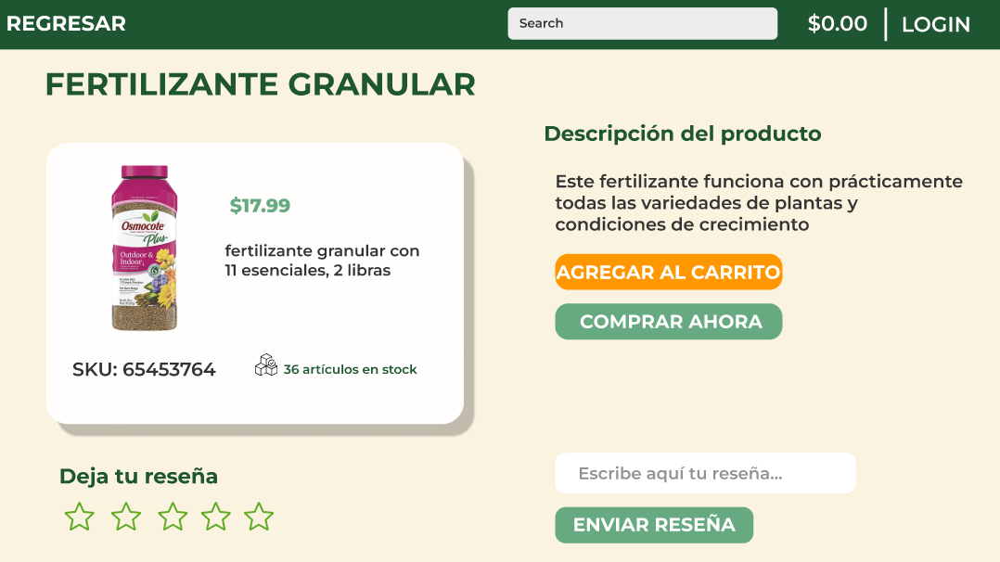 REGRESAR
Search
$0.00
LOGIN
FERTILIZANTE GRANULAR
Descripción del producto
Este fertilizante funciona con prácticamente
todas las variedades de plantas y
condiciones de crecimiento
AGREGAR AL CARRITO
COMPRAR AHORA
Osmocote
Plus
Outdoor &
Indoor
$17.99
fertilizante granular con
11 esenciales, 2 libras
SKU: 65453764
36 artículos en stock
Deja tu reseña
Escribe aquí tu reseña...
ENVIAR RESEÑA